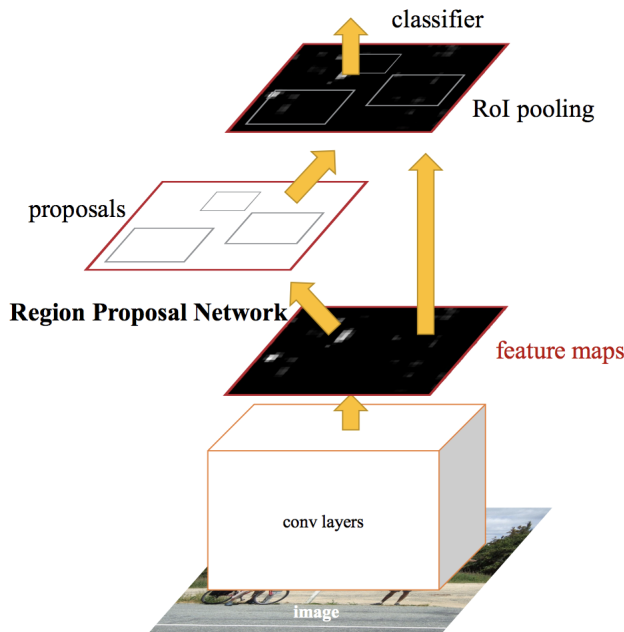 classifier
RoI pooling
proposals
Region Proposal Network
feature maps
conv layers
image